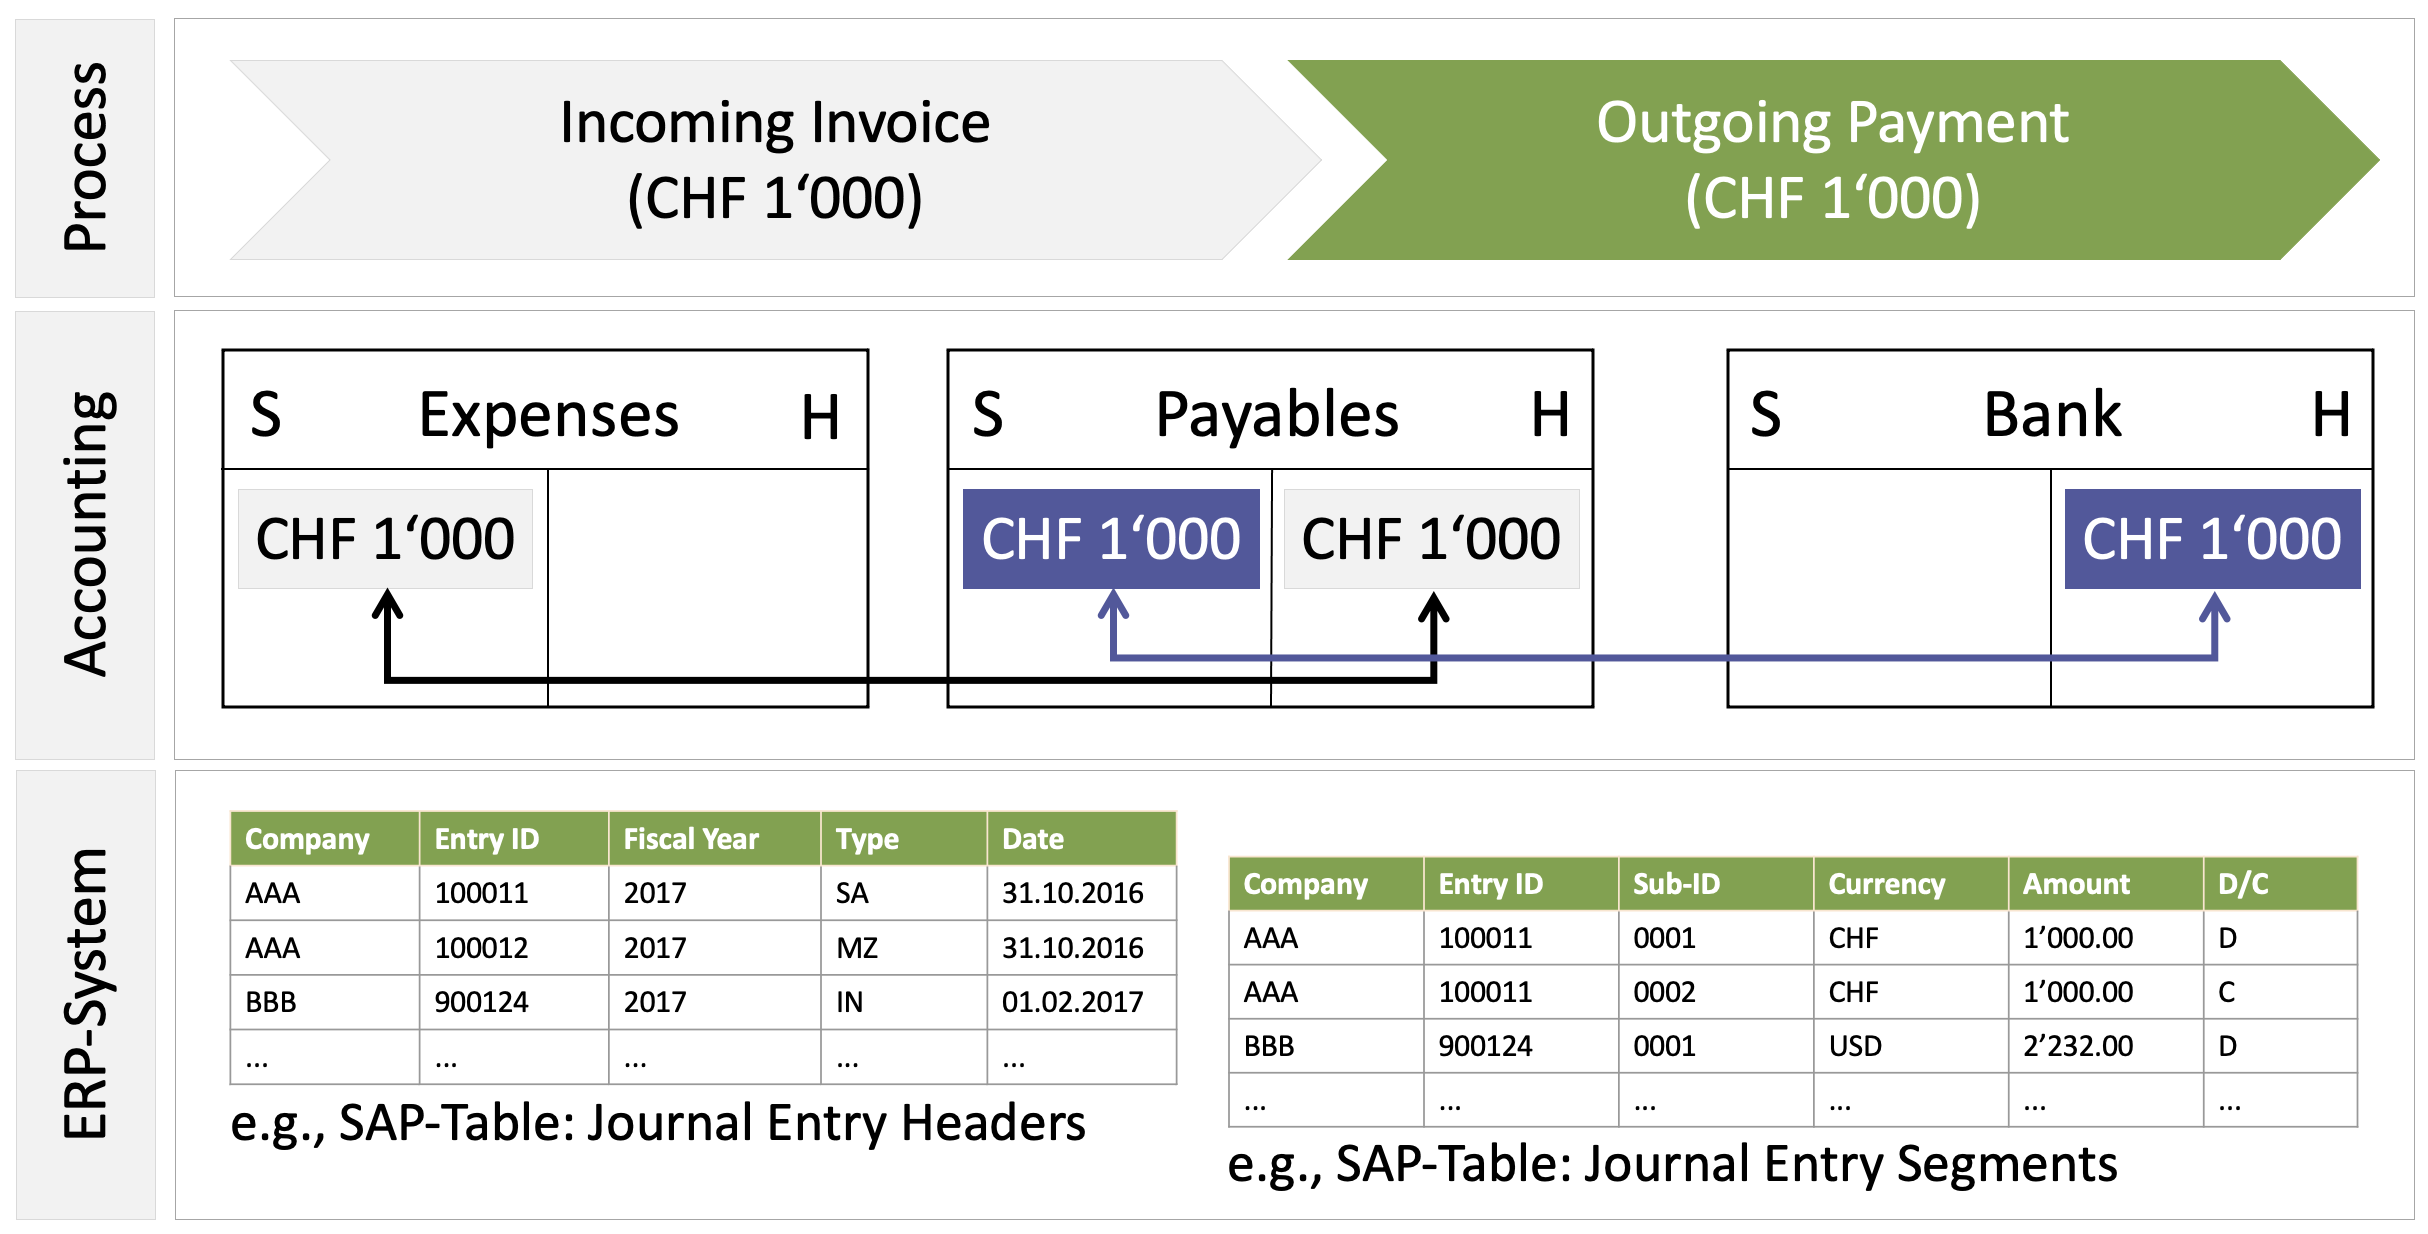 Process
Incoming Invoice
(CHF 1‘000)
Outgoing Payment
(CHF 1‘000)
Accounting
S Expenses H
CHF 1‘000
S Payables H
CHF 1‘000 CHF 1‘000
S Bank H
CHF 1‘000
ERP-System
Company Entry ID Fiscal Year Type Date
AAA 100011 2017 SA 31.10.2016
AAA 100012 2017 MZ 31.10.2016
BBB 900124 2017 IN 01.02.2017
... ... ... ... ...
e.g., SAP-Table: Journal Entry Headers
Company Entry ID Sub-ID Currency Amount D/C
AAA 100011 0001 CHF 1’000.00 D
AAA 100011 0002 CHF 1’000.00 C
BBB 900124 0001 USD 2’232.00 D
... ... ... ... ... ...
e.g., SAP-Table: Journal Entry Segments